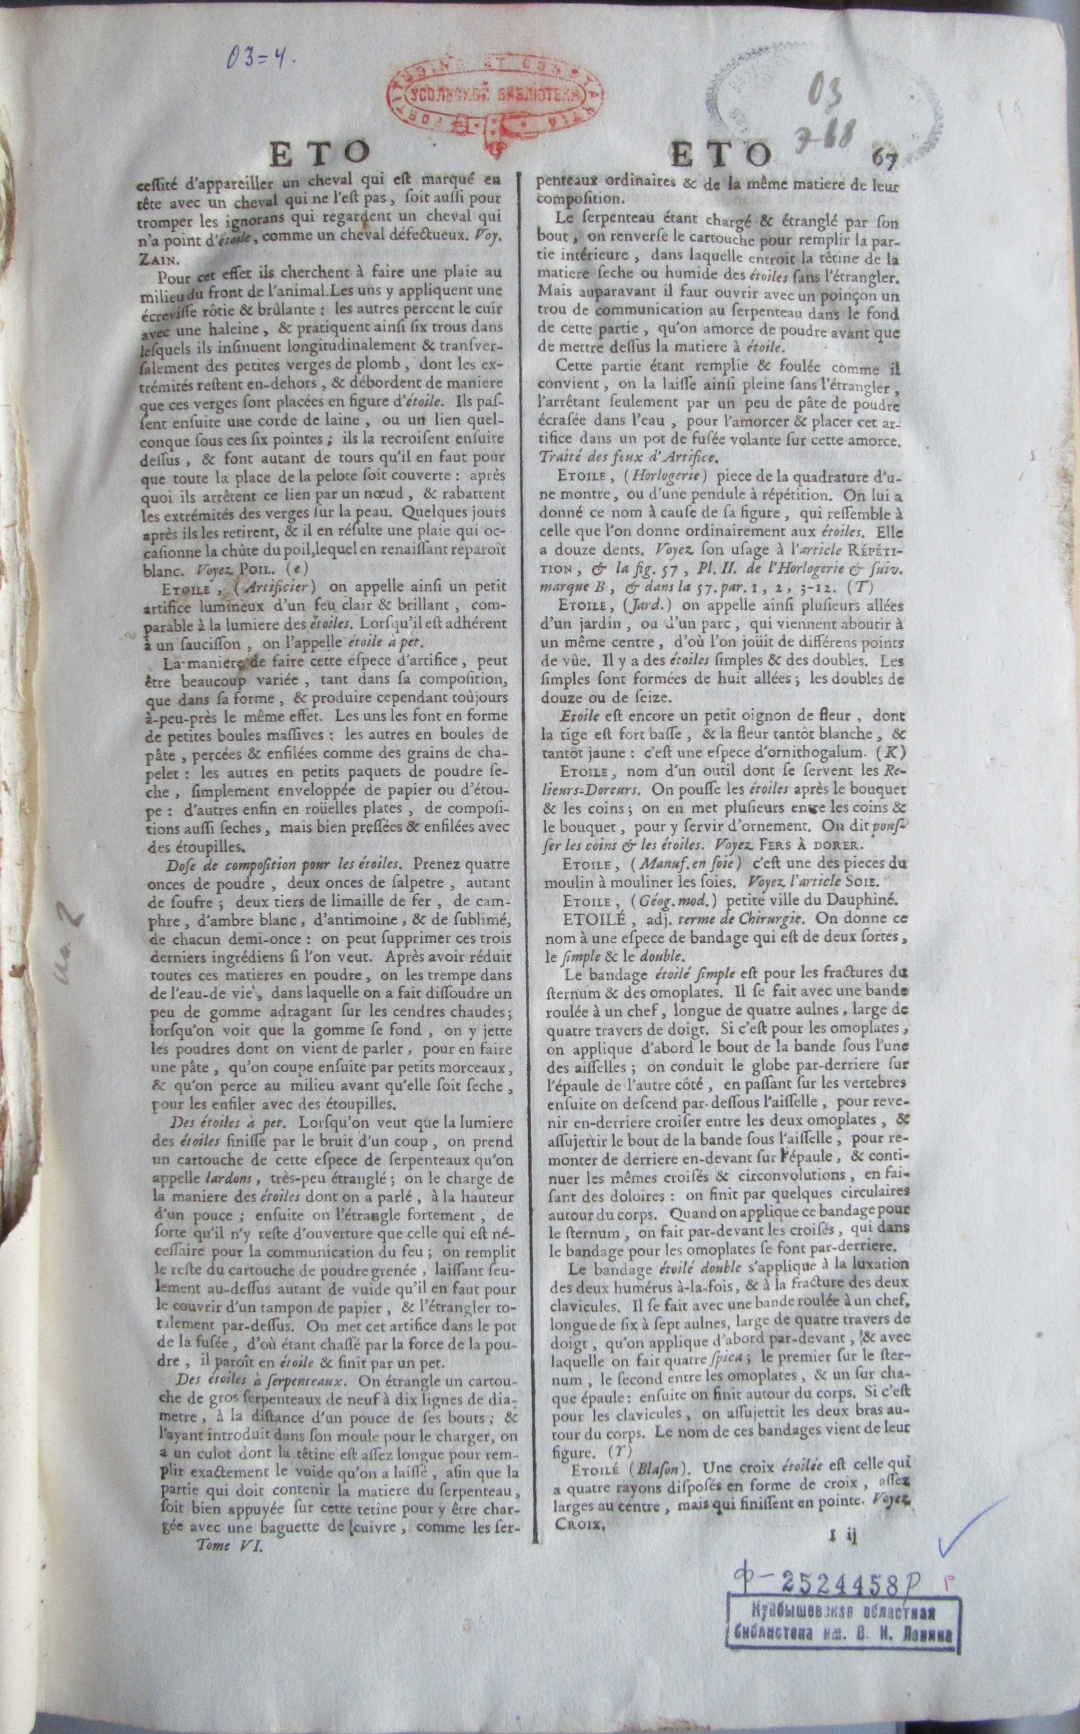 03=4.
FORTITUDINE ET CONSTANTIA
УСОЛЬСКОЙ БИБЛІОТЕКИ
03
ETO
ETO 67
ceſſité d'appareiller un cheval qui eſt marqué en
tête avec un cheval qui ne l'eſt pas, ſoit auſſi pour
tromper les ignorans qui regardent un cheval qui
n'a point d'étoile, comme un cheval défectueux. Voy.
ZAIN.
Pour cet effet ils cherchent à faire une plaie au
milieu du front de l'animal. Les uns y appliquent une
écreviſſe rôtie & brûlante : les autres percent le cuir
avec une haleine, & pratiquent ainſi ſix trous dans
leſquels ils inſinuent longitudinalement & tranſver-
ſalement des petites verges de plomb, dont les ex-
trémités reſtent en-dehors, & débordent de maniere
que ces verges ſont placées en figure d'étoile. Ils paſ-
ſent enſuite une corde de laine, ou un lien quel-
conque ſous ces ſix pointes ; ils la recroiſent enſuite
deſſus, & font autant de tours qu'il en faut pour
que toute la place de la pelote ſoit couverte : après
quoi ils arrêtent ce lien par un nœud, & rabattent
les extrémités des verges ſur la peau. Quelques jours
après ils les retirent, & il en réſulte une plaie qui oc-
caſionne la chûte du poil, lequel en renaiſſant reparoît
blanc. Voyez POIL. (e)
ETOILE, (Artificier) on appelle ainſi un petit
artifice lumineux d'un feu clair & brillant, com-
parable à la lumiere des étoiles. Lorſqu'il eſt adhérent
à un ſauciſſon, on l'appelle étoile à pet.
La maniere de faire cette eſpece d'artifice, peut
être beaucoup variée, tant dans ſa compoſition,
que dans ſa forme, & produire cependant toûjours
à-peu-près le même effet. Les uns les font en forme
de petites boules maſſives : les autres en boules de
pâte, percées & enfilées comme des grains de cha-
pelet : les autres en petits paquets de poudre ſe-
che, ſimplement enveloppée de papier ou d'étou-
pe : d'autres enfin en roüelles plates, de compoſi-
tions auſſi ſeches, mais bien preſſées & enfilées avec
des étoupilles.
Doſe de compoſition pour les étoiles. Prenez quatre
onces de poudre, deux onces de ſalpetre, autant
de ſoufre ; deux tiers de limaille de fer, de cam-
phre, d'ambre blanc, d'antimoine, & de ſublimé,
de chacun demi-once : on peut ſupprimer ces trois
derniers ingrédiens ſi l'on veut. Après avoir réduit
toutes ces matieres en poudre, on les trempe dans
de l'eau-de vie, dans laquelle on a fait diſſoudre un
peu de gomme adragant ſur les cendres chaudes ;
lorſqu'on voit que la gomme ſe fond, on y jette
les poudres dont on vient de parler, pour en faire
une pâte, qu'on coupe enſuite par petits morceaux,
& qu'on perce au milieu avant qu'elle ſoit ſeche,
pour les enfiler avec des étoupilles.
Des étoiles à pet. Lorſqu'on veut que la lumiere
des étoiles finiſſe par le bruit d'un coup, on prend
un cartouche de cette eſpece de ſerpenteaux qu'on
appelle lardons, très-peu étranglé ; on le charge de
la maniere des étoiles dont on a parlé, à la hauteur
d'un pouce ; enſuite on l'étrangle fortement, de
ſorte qu'il n'y reſte d'ouverture que celle qui eſt né-
ceſſaire pour la communication du feu ; on remplit
le reſte du cartouche de poudre grenée, laiſſant ſeu-
lement au-deſſus autant de vuide qu'il en faut pour
le couvrir d'un tampon de papier, & l'étrangler to-
talement par-deſſus. On met cet artifice dans le pot
de la fuſée, d'où étant chaſſé par la force de la pou-
dre, il paroît en étoile & finit par un pet.
Des étoiles à ſerpenteaux. On étrangle un cartou-
che de gros ſerpenteaux de neuf à dix lignes de dia-
metre, à la diſtance d'un pouce de ſes bouts ; &
l'ayant introduit dans ſon moule pour le charger, on
a un culot dont la têtine eſt aſſez longue pour rem-
plir exactement le vuide qu'on a laiſſé, afin que la
partie qui doit contenir la matiere du ſerpenteau,
ſoit bien appuyée ſur cette tetine pour y être char-
gée avec une baguette de cuivre, comme les ſer-
Tome VI.
penteaux ordinaires & de la même matiere de leur
compoſition.
Le ſerpenteau étant chargé & étranglé par ſon
bout, on renverſe le cartouche pour remplir la par-
tie intérieure, dans laquelle entroit la têtine de la
matiere ſeche ou humide des étoiles ſans l'étrangler.
Mais auparavant il faut ouvrir avec un poinçon un
trou de communication au ſerpenteau dans le fond
de cette partie, qu'on amorce de poudre avant que
de mettre deſſus la matiere à étoile.
Cette partie étant remplie & foulée comme il
convient, on la laiſſe ainſi pleine ſans l'étrangler,
l'arrêtant ſeulement par un peu de pâte de poudre
écraſée dans l'eau, pour l'amorcer & placer cet ar-
tifice dans un pot de fuſée volante ſur cette amorce.
Traité des feux d'Artifice.
ETOILE, (Horlogerie) piece de la quadrature d'u-
ne montre, ou d'une pendule à répétition. On lui a
donné ce nom à cauſe de ſa figure, qui reſſemble à
celle que l'on donne ordinairement aux étoiles. Elle
a douze dents. Voyez ſon uſage à l'article RÉPÉTI-
TION, & la fig. 57, Pl. II. de l'Horlogerie & ſuiv.
marque B, & dans la 57. par. 1, 2, 3-12. (T)
ETOILE, (Jard.) on appelle ainſi pluſieurs allées
d'un jardin, ou d'un parc, qui viennent aboutir à
un même centre, d'où l'on joüit de différens points
de vûe. Il y a des étoiles ſimples & des doubles. Les
ſimples ſont formées de huit allées ; les doubles de
douze ou de ſeize.
Etoile eſt encore un petit oignon de fleur, dont
la tige eſt fort baſſe, & la fleur tantôt blanche, &
tantôt jaune : c'eſt une eſpece d'ornithogalum. (K)
ETOILE, nom d'un outil dont ſe ſervent les Re-
lieurs-Doreurs. On pouſſe les étoiles après le bouquet
& les coins ; on en met pluſieurs entre les coins &
le bouquet, pour y ſervir d'ornement. On dit pouſ-
ſer les coins & les étoiles. Voyez FERS À DORER.
ETOILE, (Manuf. en ſoie) c'eſt une des pieces du
moulin à mouliner les ſoies. Voyez l'article SOIE.
ETOILE, (Géog. mod.) petite ville du Dauphiné.
ETOILÉ, adj. terme de Chirurgie. On donne ce
nom à une eſpece de bandage qui eſt de deux ſortes,
le ſimple & le double.
Le bandage étoilé ſimple eſt pour les fractures du
ſternum & des omoplates. Il ſe fait avec une bande
roulée à un chef, longue de quatre aulnes, large de
quatre travers de doigt. Si c'eſt pour les omoplates,
on applique d'abord le bout de la bande ſous l'une
des aiſſelles ; on conduit le globe par-derriere ſur
l'épaule de l'autre côté, en paſſant ſur les vertebres
enſuite on deſcend par-deſſous l'aiſſelle, pour reve-
nir en-derriere croiſer entre les deux omoplates, &
aſſujettir le bout de la bande ſous l'aiſſelle, pour re-
monter de derriere en-devant ſur l'épaule, & conti-
nuer les mêmes croiſés & circonvolutions, en fai-
ſant des doloires : on finit par quelques circulaires
autour du corps. Quand on applique ce bandage pour
le ſternum, on fait par-devant les croiſés, qui dans
le bandage pour les omoplates ſe font par-derriere.
Le bandage étoilé double s'applique à la luxation
des deux humérus à-la-fois, & à la fracture des deux
clavicules. Il ſe fait avec une bande roulée à un chef,
longue de ſix à ſept aulnes, large de quatre travers de
doigt, qu'on applique d'abord par-devant, & avec
laquelle on fait quatre ſpica ; le premier ſur le ſter-
num, le ſecond entre les omoplates, & un ſur cha-
que épaule : enſuite on finit autour du corps. Si c'eſt
pour les clavicules, on aſſujettit les deux bras au-
tour du corps. Le nom de ces bandages vient de leur
figure. (Y)
ETOILÉ (Blaſon). Une croix étoilée eſt celle qui
a quatre rayons diſpoſés en forme de croix, aſſez
larges au centre, mais qui finiſſent en pointe. Voyez
CROIX.
I ij
Ф-2524458 Р
Куйбышевская областная
библиотека им. В. И. Ленина